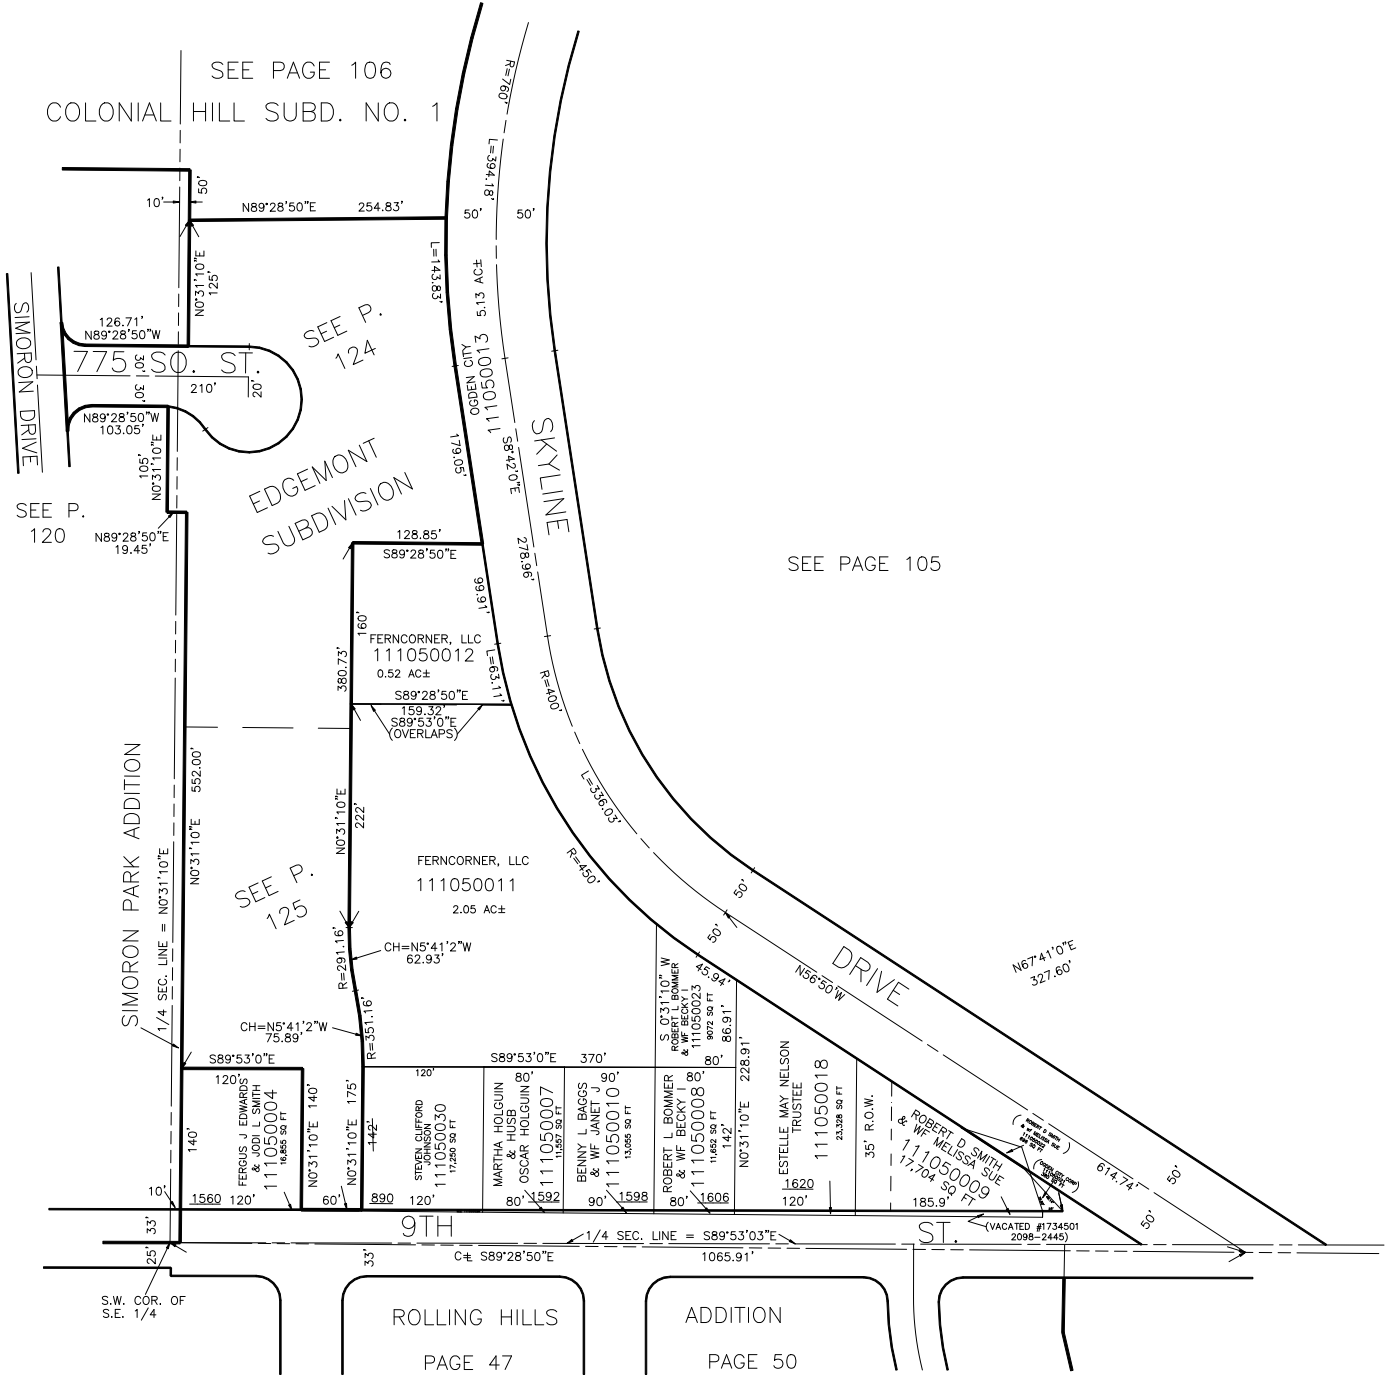 SEE PAGE 106
COLONIAL HILL SUBD. NO. 1
R=760'
L=394.18'
50'
10'
N89°28'50"E 254.83'
50' 50'
N0°31'10"E
125'
L=143.83'
SIMORON DRIVE
126.71'
N89°28'50"W
775 SO. ST.
30'
30'
210'
20'
N89°28'50"W
103.05'
105'
N0°31'10"E
SEE P.
124
OGDEN CITY
111050013 5.13 AC±
179.05'
S8°42'0"E
SKYLINE
278.96'
EDGEMONT
SUBDIVISION
SEE P.
120
N89°28'50"E
19.45'
128.85'
S89°28'50"E
SEE PAGE 105
99.91'
160'
FERNCORNER, LLC
111050012
0.52 AC±
380.73'
L=63.11'
R=400'
S89°28'50"E
159.32'
S89°53'0"E
(OVERLAPS)
552.00'
N0°31'10"E
SIMORON PARK ADDITION
1/4 SEC. LINE = N0°31'10"E
N0°31'10"E
222'
L=336.03'
R=450'
FERNCORNER, LLC
111050011
2.05 AC±
SEE P.
125
50'
50'
DRIVE
N56°50'W
N67°41'0"E
327.60'
R=291.16'
CH=N5°41'2"W
62.93'
CH=N5°41'2"W
75.89'
R=351.16'
45.94'
S 0°31'10" W
ROBERT L BOMMER
& WF BECKY I
111050023
9072 SQ FT
86.91'
80'
S89°53'0"E
120'
S89°53'0"E 370'
120'
80'
90'
80'
140'
FERGUS J EDWARDS
& JODI L SMITH
111050004
16,855 SQ FT
N0°31'10"E 140'
N0°31'10"E 175'
142'
STEVEN CLIFFORD
JOHNSON
111050030
17,250 SQ FT
MARTHA HOLGUIN
& HUSB
OSCAR HOLGUIN
111050007
11,557 SQ FT
BENNY L BAGGS
& WF JANET J
111050010
13,055 SQ FT
ROBERT L BOMMER
& WF BECKY I
111050008
11,652 SQ FT
142'
N0°31'10"E 228.91'
ESTELLE MAY NELSON
TRUSTEE
111050018
23,328 SQ FT
35' R.O.W.
ROBERT D SMITH
& WF MELISSA SUE
111050009
17,704 SQ FT
614.74'
50'
50'
10'
1560 120'
60'
890 120'
80' 1592
90' 1598
80' 1606
1620
120'
185.9'
33'
25'
9TH
ST.
(VACATED #1734501
2098-2445)
1/4 SEC. LINE = S89°53'03"E
33'
C℄ S89°28'50"E
1065.91'
S.W. COR. OF
S.E. 1/4
ROLLING HILLS
ADDITION
PAGE 47
PAGE 50